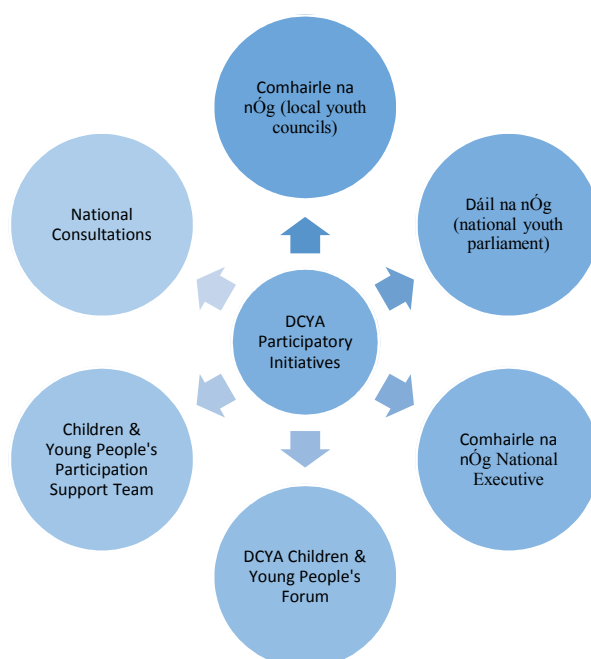 Comhairle na
nÓg (local youth
councils)
National
Consultations
Dáil na nÓg
(national youth
parliament)
DCYA
Participatory
Initiatives
Children &
Young People's
Participation
Support Team
Comhairle na
nÓg National
Executive
DCYA Children &
Young People's
Forum